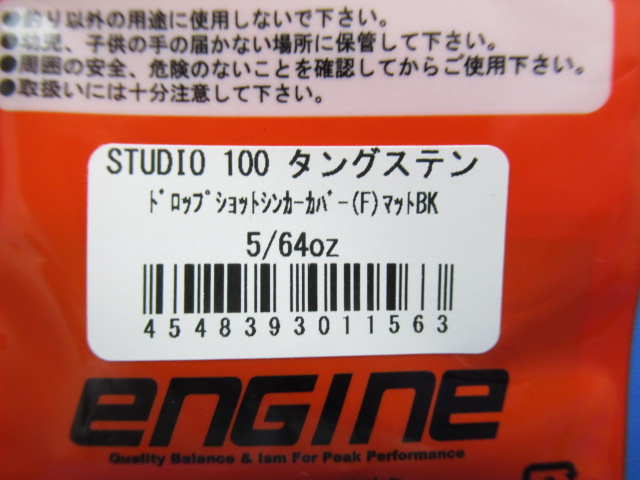 ●釣り以外の用途に使用しないで下さい。
●幼児、子供の手の届かない場所に保管して下さい。
●周囲の安全、危険のないことを確認してからご使用下さい。
●取扱いには十分注意して下さい。
STUDIO 100 タングステン
ﾄﾞﾛｯﾌﾟｼｮｯﾄｼﾝｶｰｶﾊﾞｰ(F)ﾏｯﾄBK
5/64oz
4548393011563
engine
Quality Balance & Ism For Peak Performance